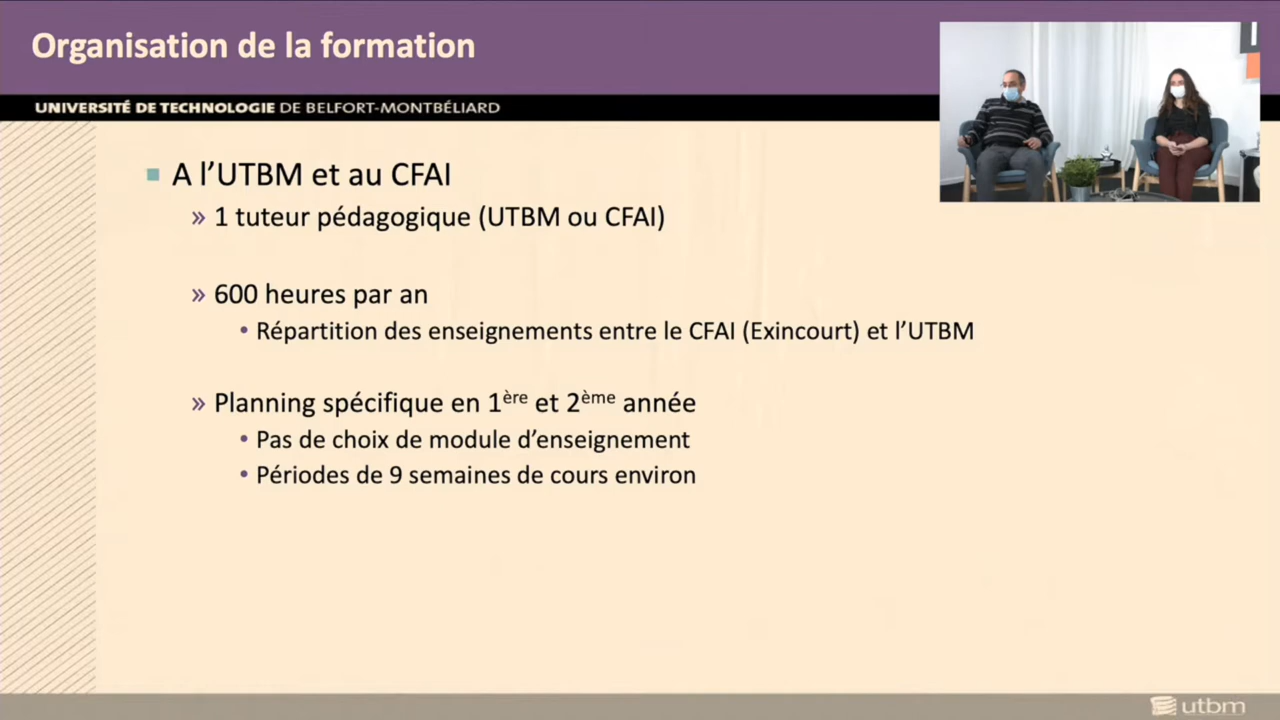 Organisation de la formation
UNIVERSITÉ DE TECHNOLOGIE DE BELFORT-MONTBÉLIARD
A l’UTBM et au CFAI
» 1 tuteur pédagogique (UTBM ou CFAI)
» 600 heures par an
• Répartition des enseignements entre le CFAI (Exincourt) et l’UTBM
» Planning spécifique en 1ère et 2ème année
• Pas de choix de module d’enseignement
• Périodes de 9 semaines de cours environ
utbm